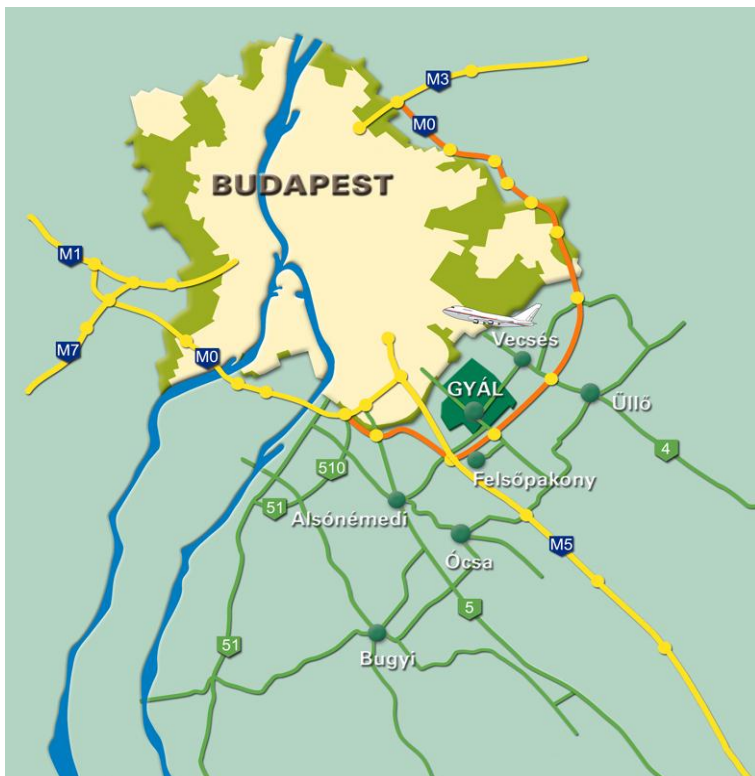 M3
M0
BUDAPEST
M1
M7
M0
Vecsés
GYÁL
Üllő
510
4
Felsőpakony
51
Alsónémedi
Ócsa
M5
5
51
Bugyi